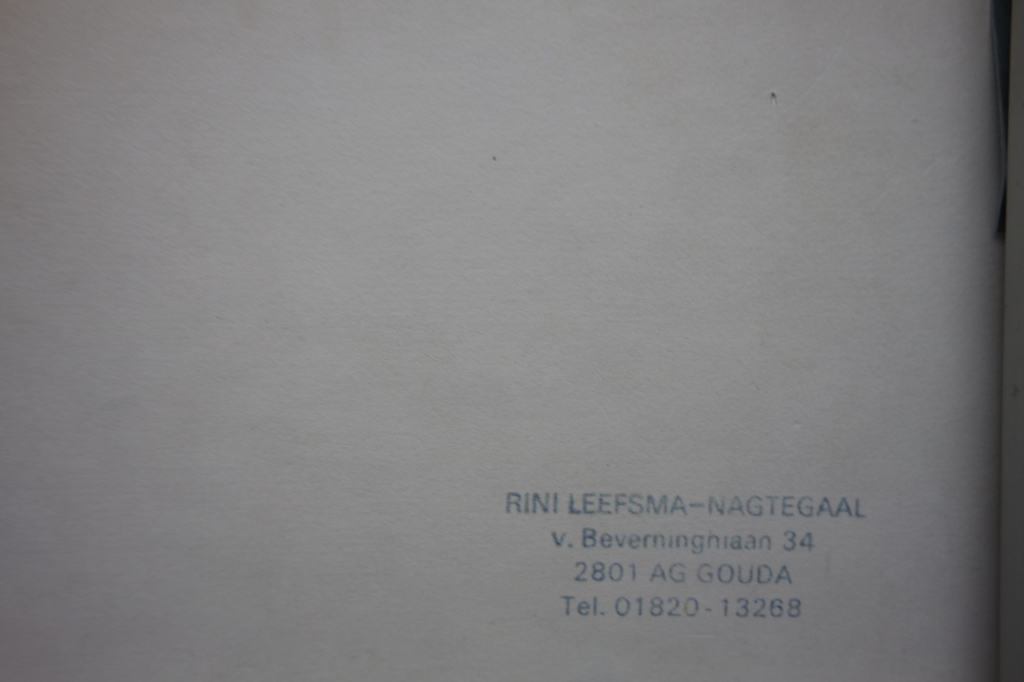 RINI LEEFSMA-NAGTEGAAL
v. Beverninghlaan 34
2801 AG GOUDA
Tel. 01820-13268